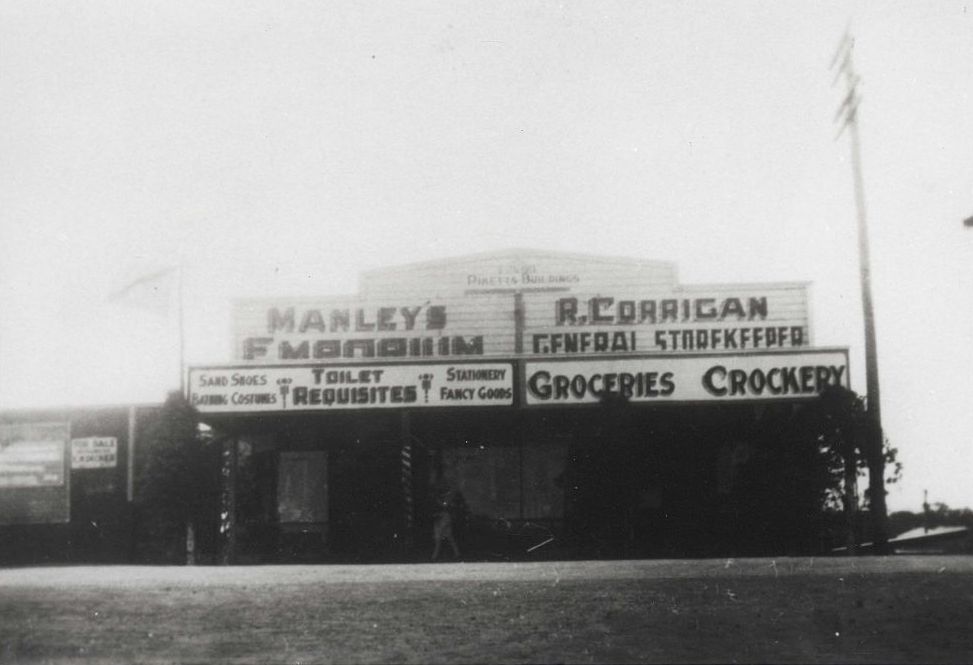 PIKETTS BUILDINGS
MANLEYS
EMPORIUM
R. CORRIGAN
GENERAL STOREKEEPER
SAND SHOES
BATHING COSTUMES
TOILET
REQUISITES
STATIONERY
FANCY GOODS
GROCERIES CROCKERY
FOR SALE